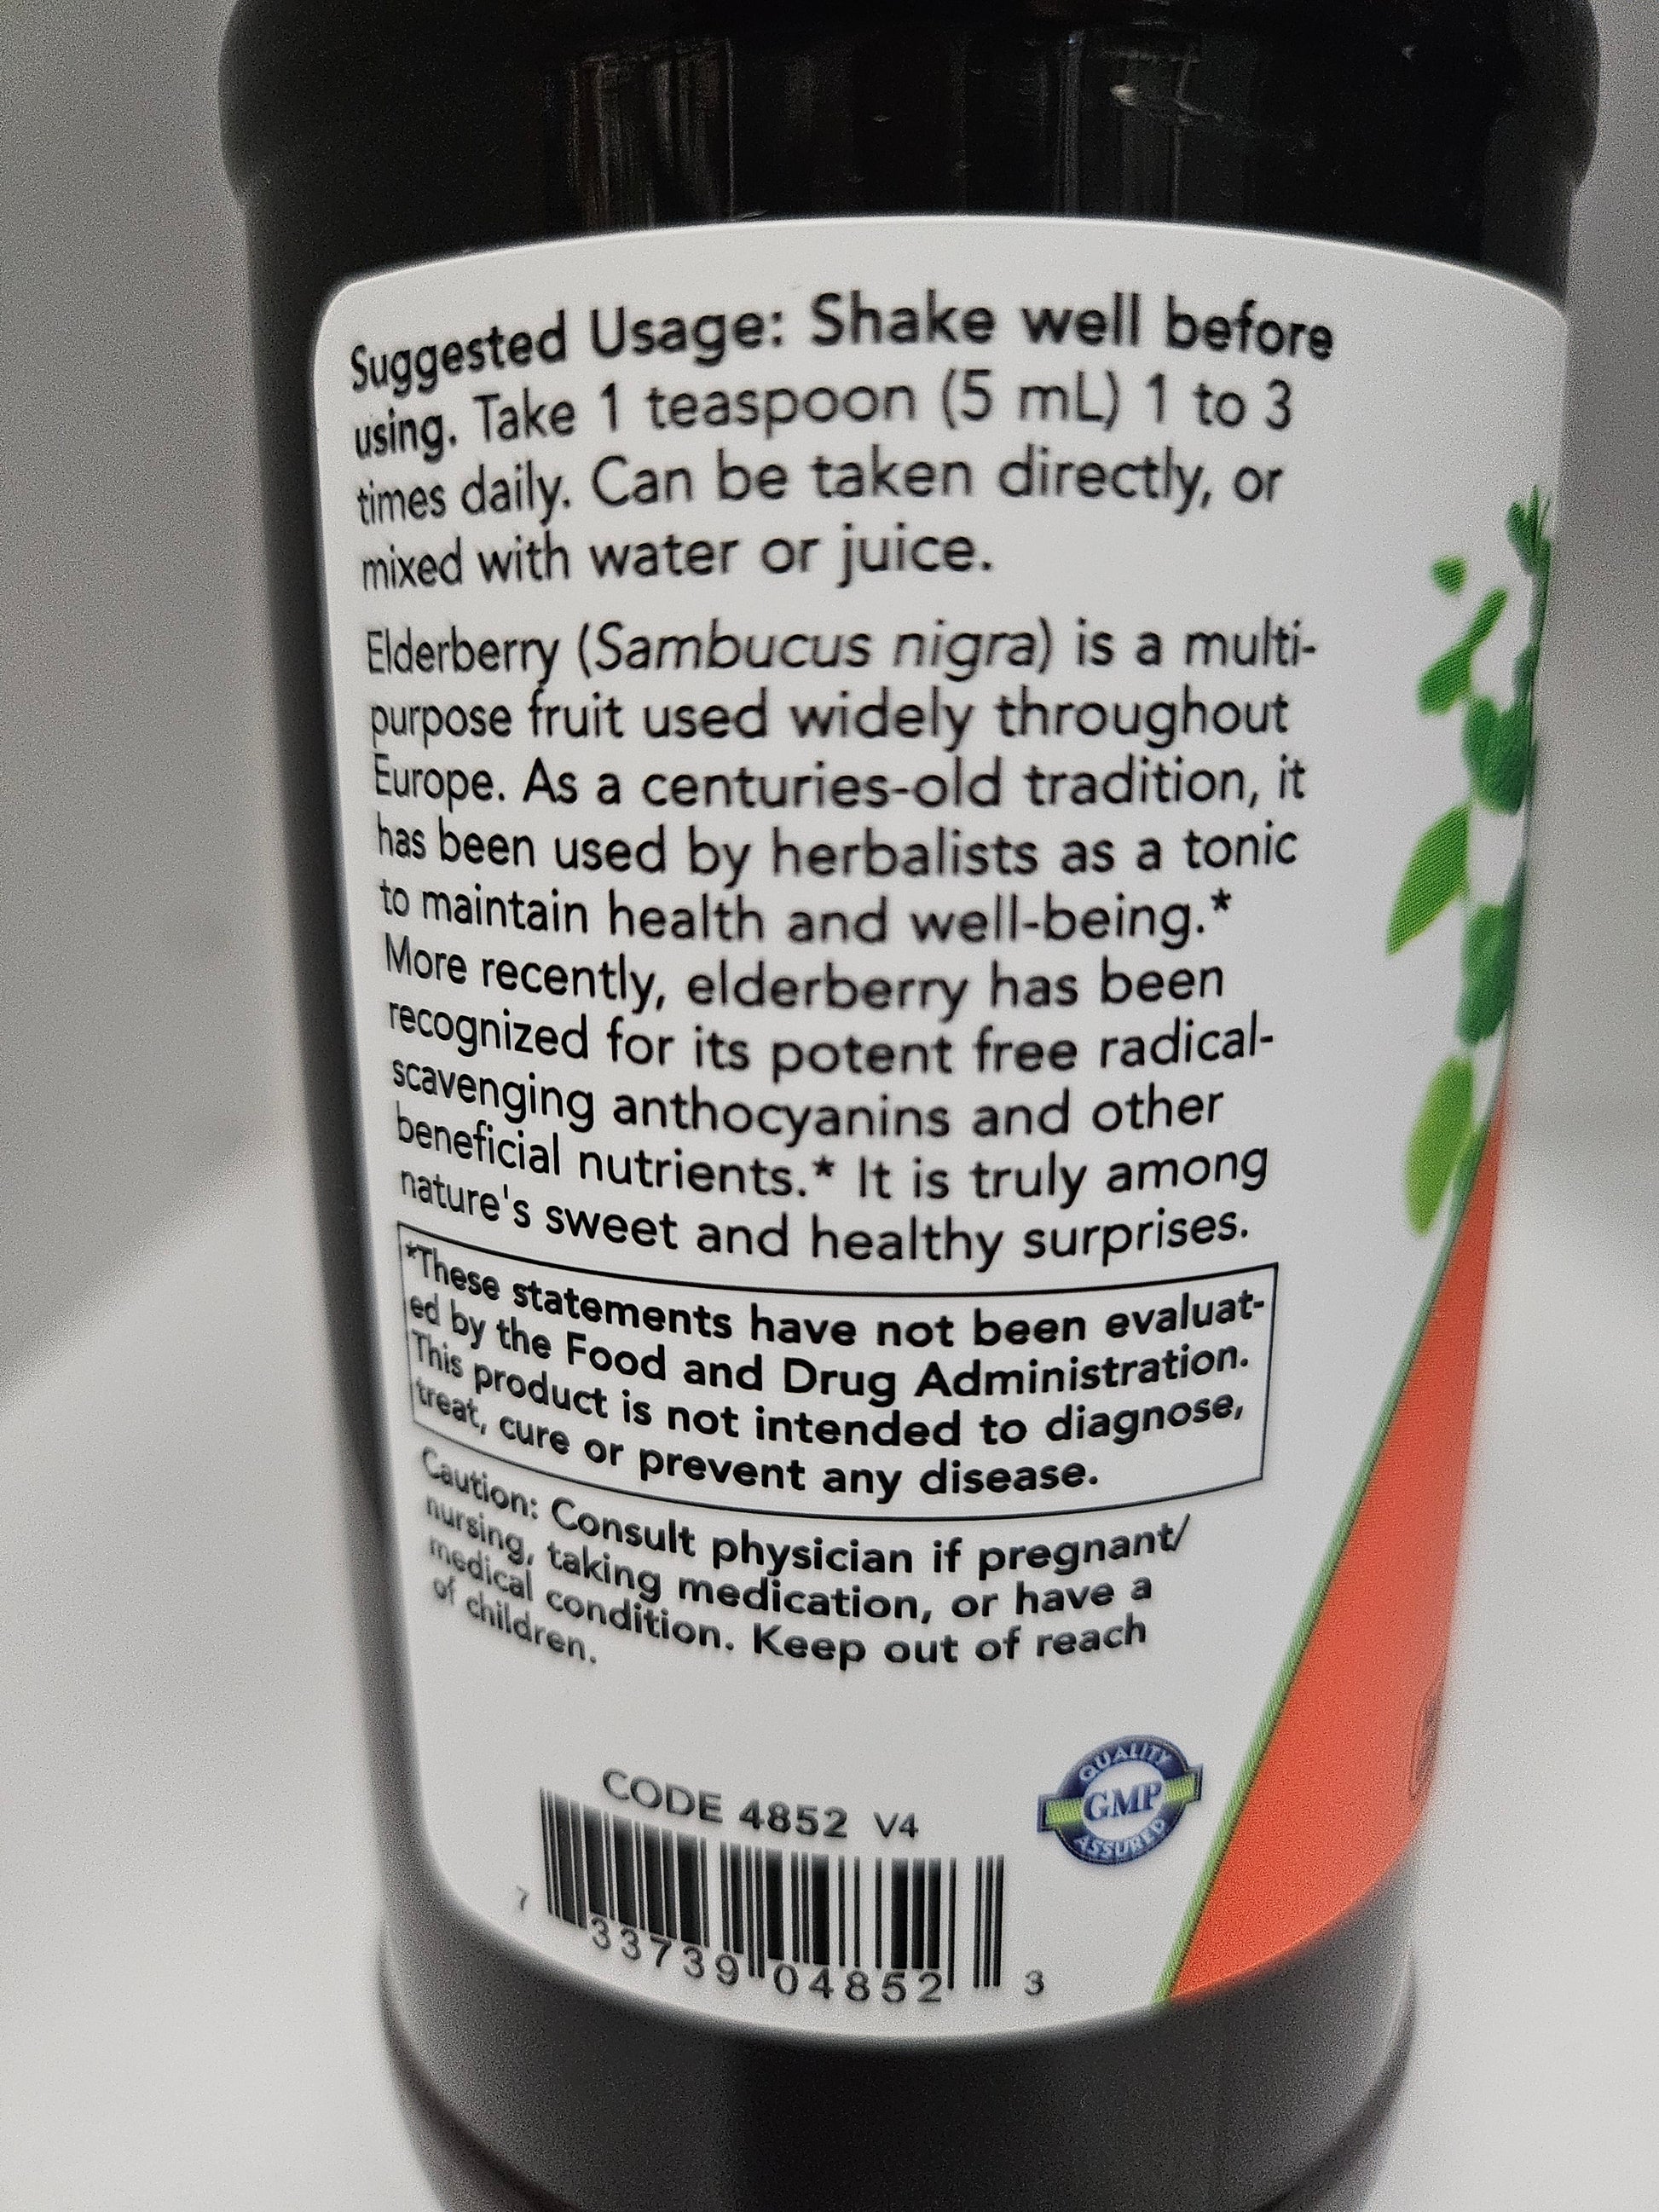 Suggested Usage: Shake well before
using. Take 1 teaspoon (5 mL) 1 to 3
times daily. Can be taken directly, or
mixed with water or juice.
Elderberry (Sambucus nigra) is a multi-
purpose fruit used widely throughout
Europe. As a centuries-old tradition, it
has been used by herbalists as a tonic
to maintain health and well-being.*
More recently, elderberry has been
recognized for its potent free radical-
scavenging anthocyanins and other
beneficial nutrients.* It is truly among
nature's sweet and healthy surprises.
*These statements have not been evaluat-
ed by the Food and Drug Administration.
This product is not intended to diagnose,
treat, cure or prevent any disease.
Caution: Consult physician if pregnant/
nursing, taking medication, or have a
medical condition. Keep out of reach
of children.
CODE 4852 V4
QUALITY
GMP
ASSURED
7 33739 04852 3